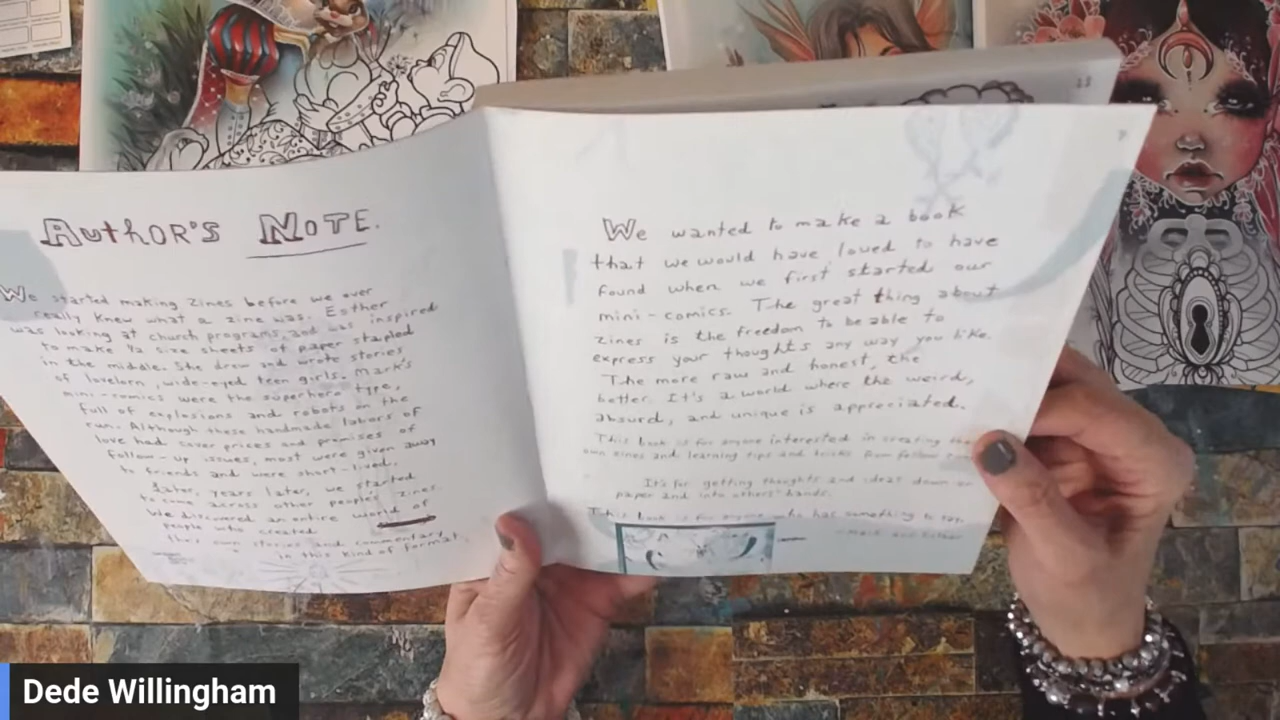 AUTHOR'S NOTE.
We started making zines before we ever
really knew what a zine was. Esther
was looking at church programs, and was inspired
to make 1/2 size sheets of paper stapled
in the middle. She drew and wrote stories
of lovelorn, wide-eyed teen girls. Mark's
mini-comics were the superhero type,
full of explosions and robots on the
run. Although these handmade labors of
love had cover prices and promises of
follow-up issues, most were given away
to friends and were short-lived.
Later, years later, we started
to come across other people's zines.
We discovered an entire world of
people who created
their own stories and commentary
in this kind of format.
We wanted to make a book
that we would have loved to have
found when we first started our
mini-comics. The great thing about
zines is the freedom to be able to
express your thoughts any way you like.
The more raw and honest, the
better. It's a world where the weird,
absurd, and unique is appreciated.
This book is for anyone interested in creating the
own zines and learning tips and tricks from fellow
It's for getting thoughts and ideas down on
paper and into others' hands.
This book is for anyone who has something to say.
-Mark and Esther
13
Dede Willingham